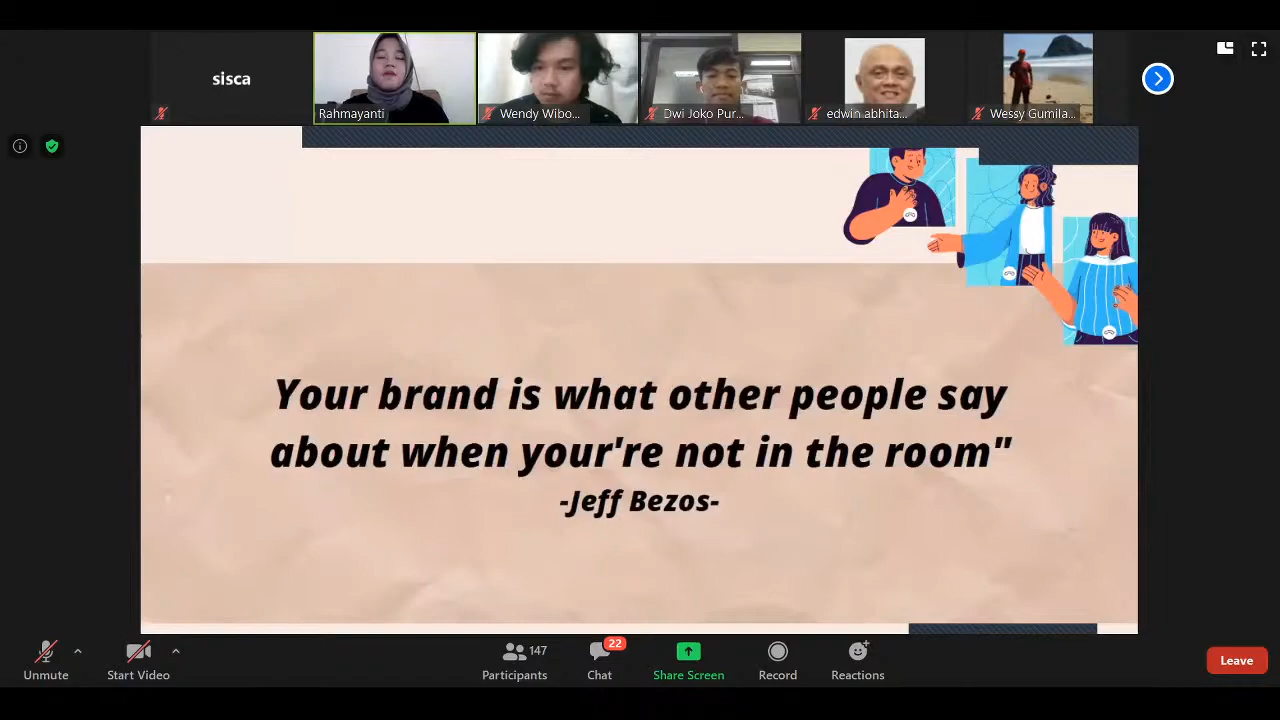 sisca
Rahmayanti
Wendy Wibo...
Dwi Joko Pur...
edwin abhita...
Wessy Gumila...
Your brand is what other people say
about when your're not in the room"
-Jeff Bezos-
Unmute
Start Video
147
Participants
22
Chat
Share Screen
Record
Reactions
Leave